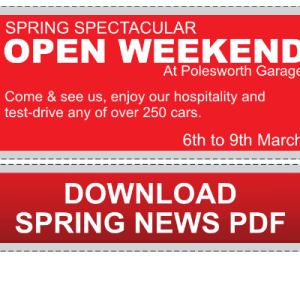 SPRING SPECTACULAR
OPEN WEEKEND
At Polesworth Garage
Come & see us, enjoy our hospitality and
test-drive any of over 250 cars.
6th to 9th March
DOWNLOAD
SPRING NEWS PDF